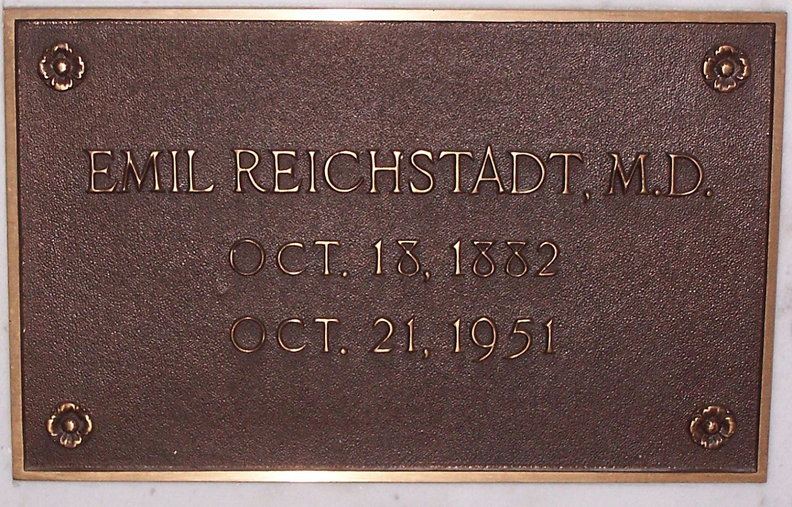 EMIL REICHSTADT, M.D.
OCT. 18, 1882
OCT. 21, 1951